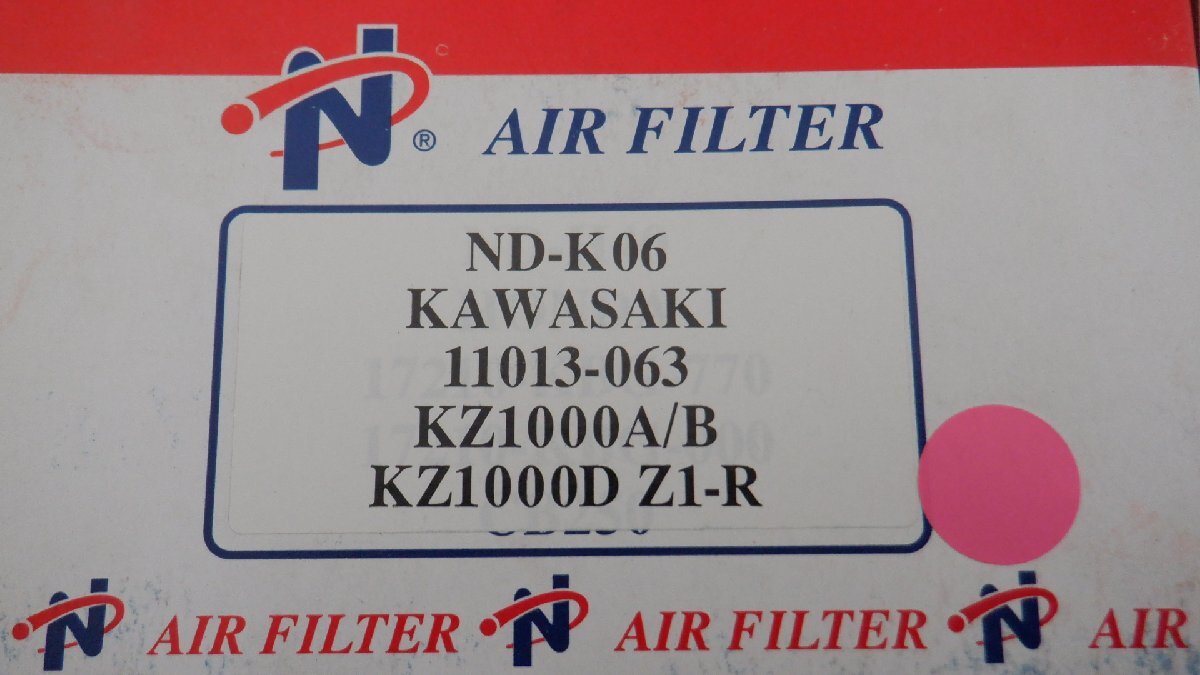 N ® AIR FILTER
ND-K06
KAWASAKI
11013-063
KZ1000A/B
KZ1000D Z1-R
N AIR FILTER N AIR FILTER N AIR